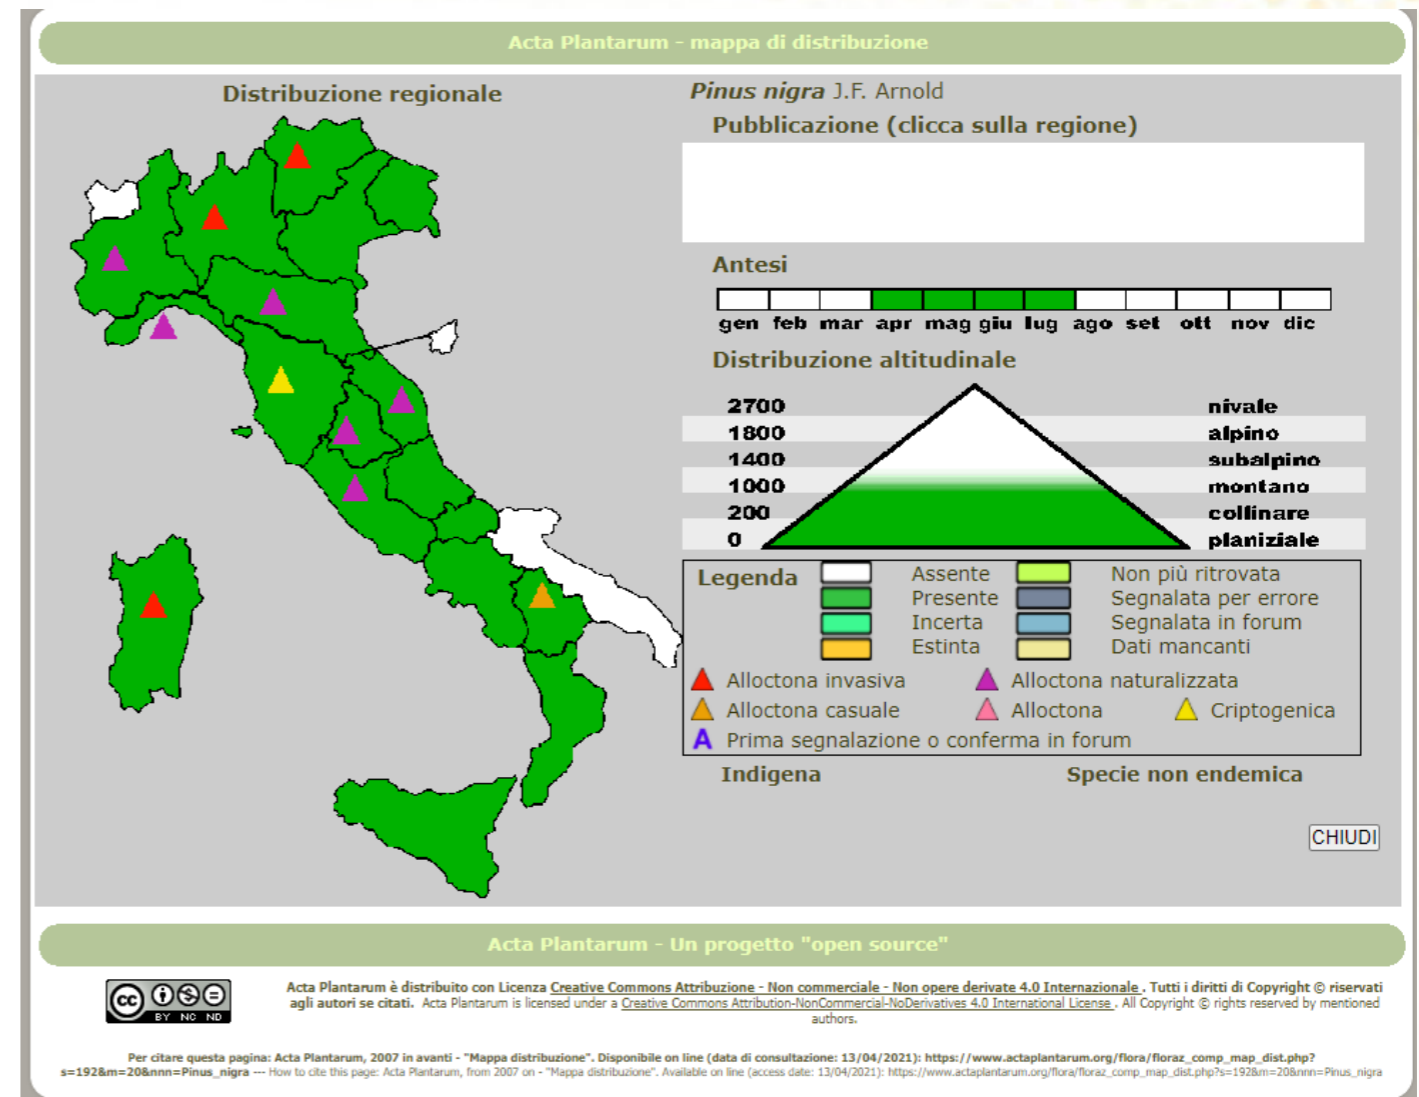 Acta Plantarum - mappa di distribuzione
Distribuzione regionale
Pinus nigra J.F. Arnold
Pubblicazione (clicca sulla regione)
Antesi
gen feb mar apr mag giu lug ago set ott nov dic
Distribuzione altitudinale
2700 nivale
1800 alpino
1400 subalpino
1000 montano
200 collinare
0 planiziale
Legenda Assente Non più ritrovata
Presente Segnalata per errore
Incerta Segnalata in forum
Estinta Dati mancanti
Alloctona invasiva Alloctona naturalizzata
Alloctona casuale Alloctona Criptogenica
A Prima segnalazione o conferma in forum
Indigena Specie non endemica
CHIUDI
Acta Plantarum - Un progetto "open source"
cc BY NC ND
Acta Plantarum è distribuito con Licenza Creative Commons Attribuzione - Non commerciale - Non opere derivate 4.0 Internazionale . Tutti i diritti di Copyright © riservati
agli autori se citati. Acta Plantarum is licensed under a Creative Commons Attribution-NonCommercial-NoDerivatives 4.0 International License . All Copyright © rights reserved by mentioned
authors.
Per citare questa pagina: Acta Plantarum, 2007 in avanti - "Mappa distribuzione". Disponibile on line (data di consultazione: 13/04/2021): https://www.actaplantarum.org/flora/floraz_comp_map_dist.php?
s=192&m=20&nnn=Pinus_nigra --- How to cite this page: Acta Plantarum, from 2007 on - "Mappa distribuzione". Available on line (access date: 13/04/2021): https://www.actaplantarum.org/flora/floraz_comp_map_dist.php?s=192&m=20&nnn=Pinus_nigra